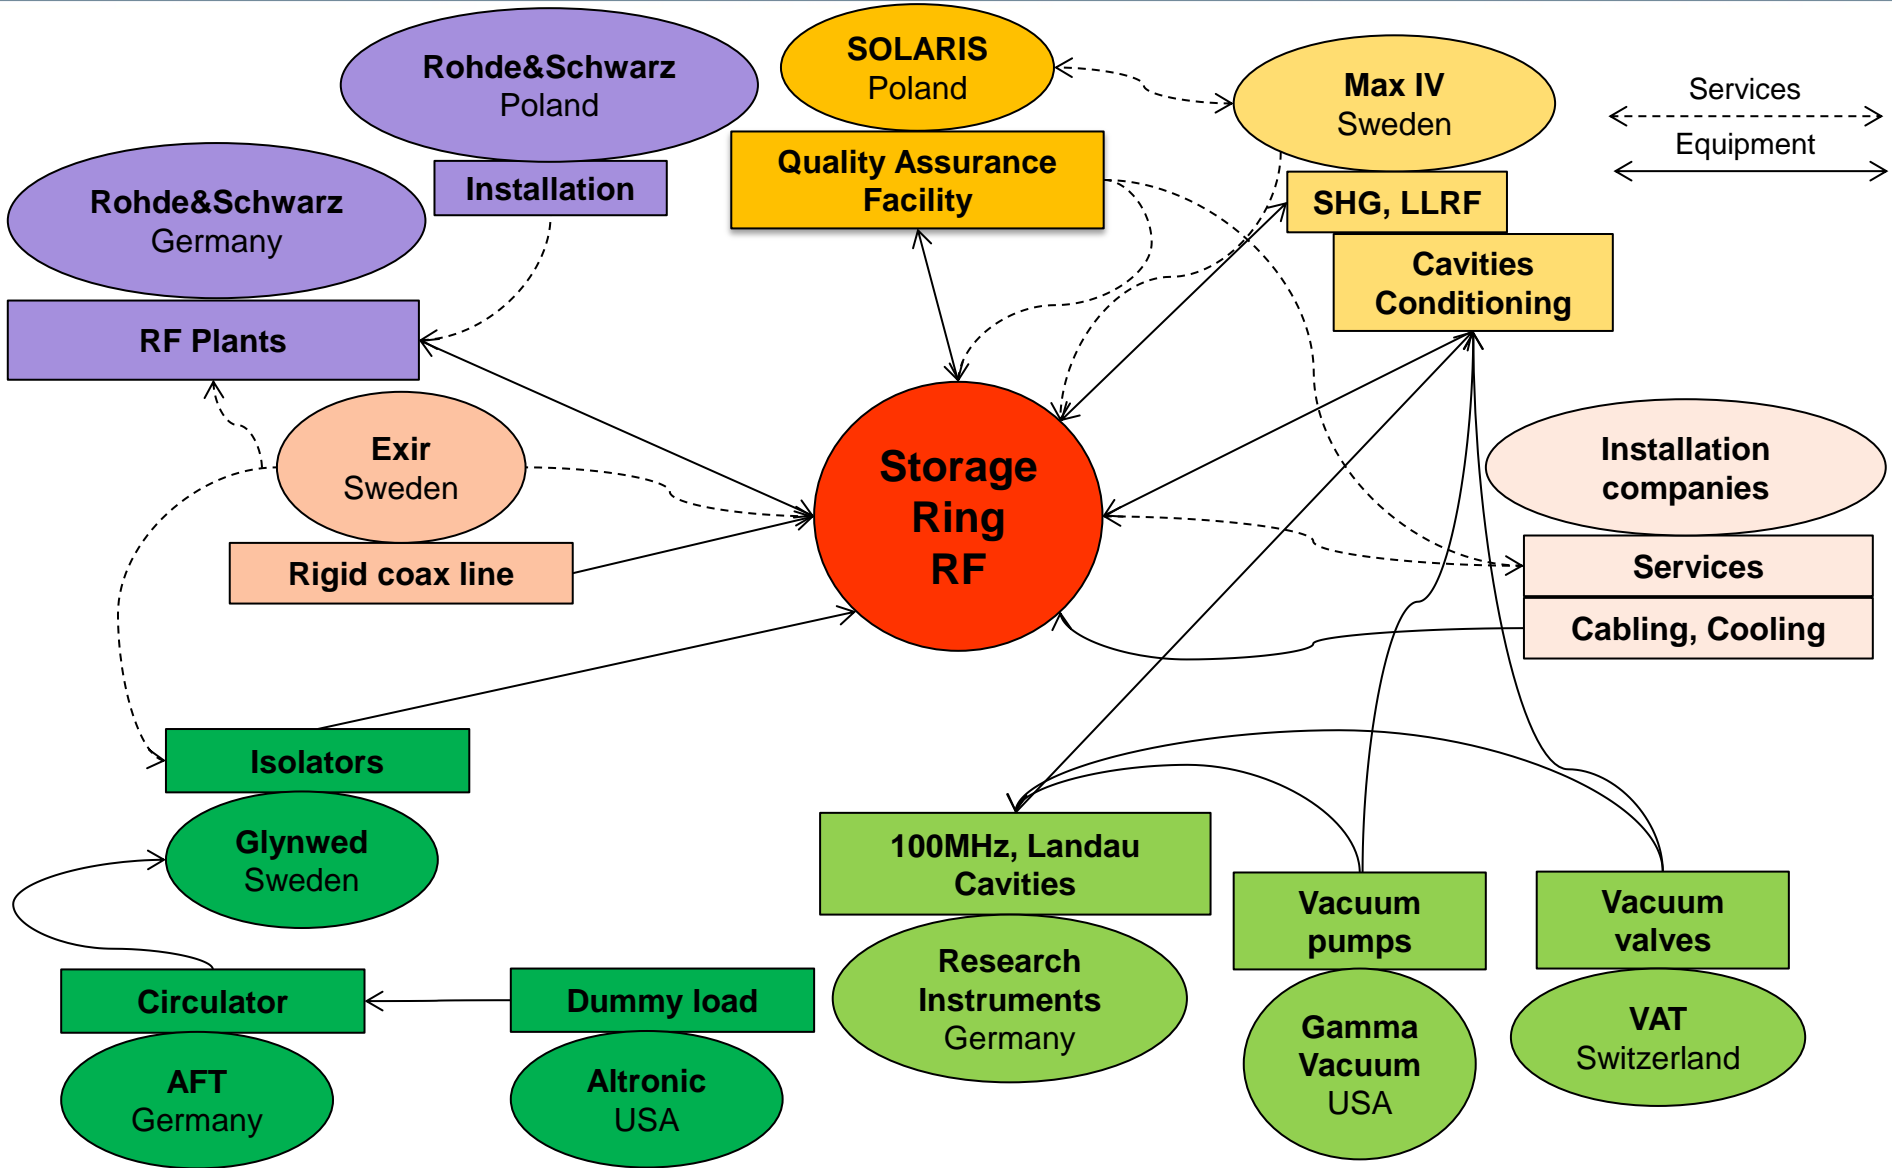 Rohde&Schwarz
Poland
Installation
SOLARIS
Poland
Quality Assurance
Facility
Max IV
Sweden
SHG, LLRF
Cavities
Conditioning
Services
Equipment
Rohde&Schwarz
Germany
RF Plants
Exir
Sweden
Rigid coax line
Storage
Ring
RF
Installation
companies
Services
Cabling, Cooling
Isolators
Glynwed
Sweden
Circulator
AFT
Germany
Dummy load
Altronic
USA
100MHz, Landau
Cavities
Research
Instruments
Germany
Vacuum
pumps
Gamma
Vacuum
USA
Vacuum
valves
VAT
Switzerland